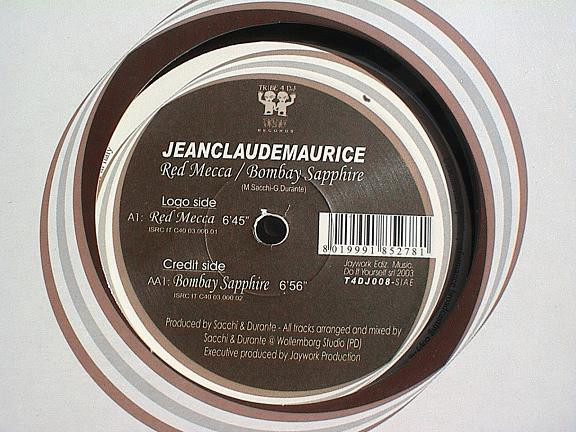 TRIBE 4 DJ
RECORDS
JEANCLAUDEMAURICE
Red Mecca / Bombay Sapphire
(M.Sacchi-G.Durante)
Logo side
A1: Red Mecca 6'45"
ISRC IT C40 03 000 01
Credit side
AA1: Bombay Sapphire 6'56"
ISRC IT C40 03 000 02
8 019991 852781
Jaywork Ediz. Music
Do It Yourself srl 2003
T4DJ008-SIAE
Produced by Sacchi & Durante - All tracks arranged and mixed by
Sacchi & Durante @ Wollemborg Studio (PD)
Executive produced by Jaywork Production